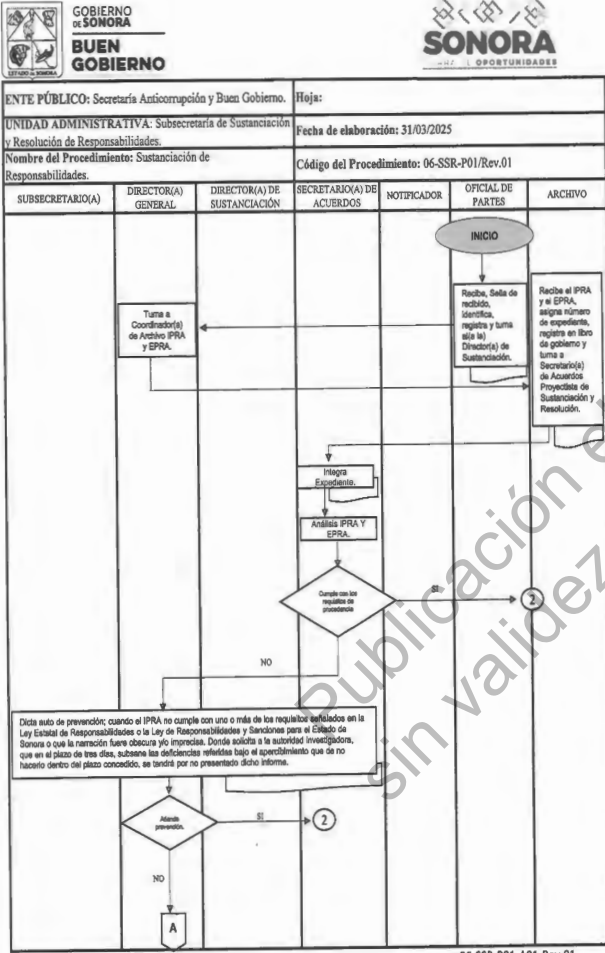 GOBIERNO
DE SONORA
BUEN
GOBIERNO
ESTADO DE SONORA
SONORA
OPORTUNIDADES
ENTE PÚBLICO: Secretaría Anticorrupción y Buen Gobierno.
Hoja:
UNIDAD ADMINISTRATIVA: Subsecretaría de Sustanciación
y Resolución de Responsabilidades.
Fecha de elaboración: 31/03/2025
Nombre del Procedimiento: Sustanciación de
Responsabilidades.
Código del Procedimiento: 06-SSR-P01/Rev.01
SUBSECRETARIO(A)
DIRECTOR(A)
GENERAL
DIRECTOR(A) DE
SUSTANCIACIÓN
SECRETARIO(A) DE
ACUERDOS
NOTIFICADOR
OFICIAL DE
PARTES
ARCHIVO
INICIO
Recibe, Sella de
recibido,
identifica,
registra y turna
al(a la)
Director(a) de
Sustanciación.
Recibe el IPRA
y el EPRA,
asigna número
de expediente,
registra en libro
de gobierno y
turna a
Secretario(a)
de Acuerdos
Proyectista de
Sustanciación y
Resolución.
Turna a
Coordinador(a)
de Archivo IPRA
y EPRA.
Integra
Expediente.
Análisis IPRA Y
EPRA.
Cumple con los
requisitos de
procedencia
SI
2
NO
Dicta auto de prevención; cuando el IPRA no cumple con uno o más de los requisitos señalados en la
Ley Estatal de Responsabilidades o la Ley de Responsabilidades y Sanciones para el Estado de
Sonora o que la narración fuere obscura y/o imprecisa. Donde solicita a la autoridad investigadora,
que en el plazo de tres días, subsane las deficiencias referidas bajo el apercibimiento que de no
hacerlo dentro del plazo concedido, se tendrá por no presentado dicho informe.
Atiende
prevención.
SI
2
NO
A
Publicación el
sin validez